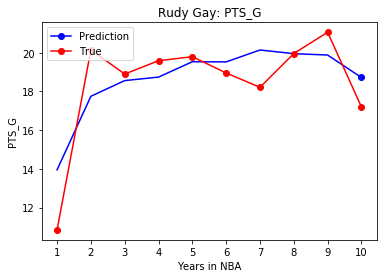 Rudy Gay: PTS_G
Prediction
True
20
18
16
14
12
PTS_G
1 2 3 4 5 6 7 8 9 10
Years in NBA